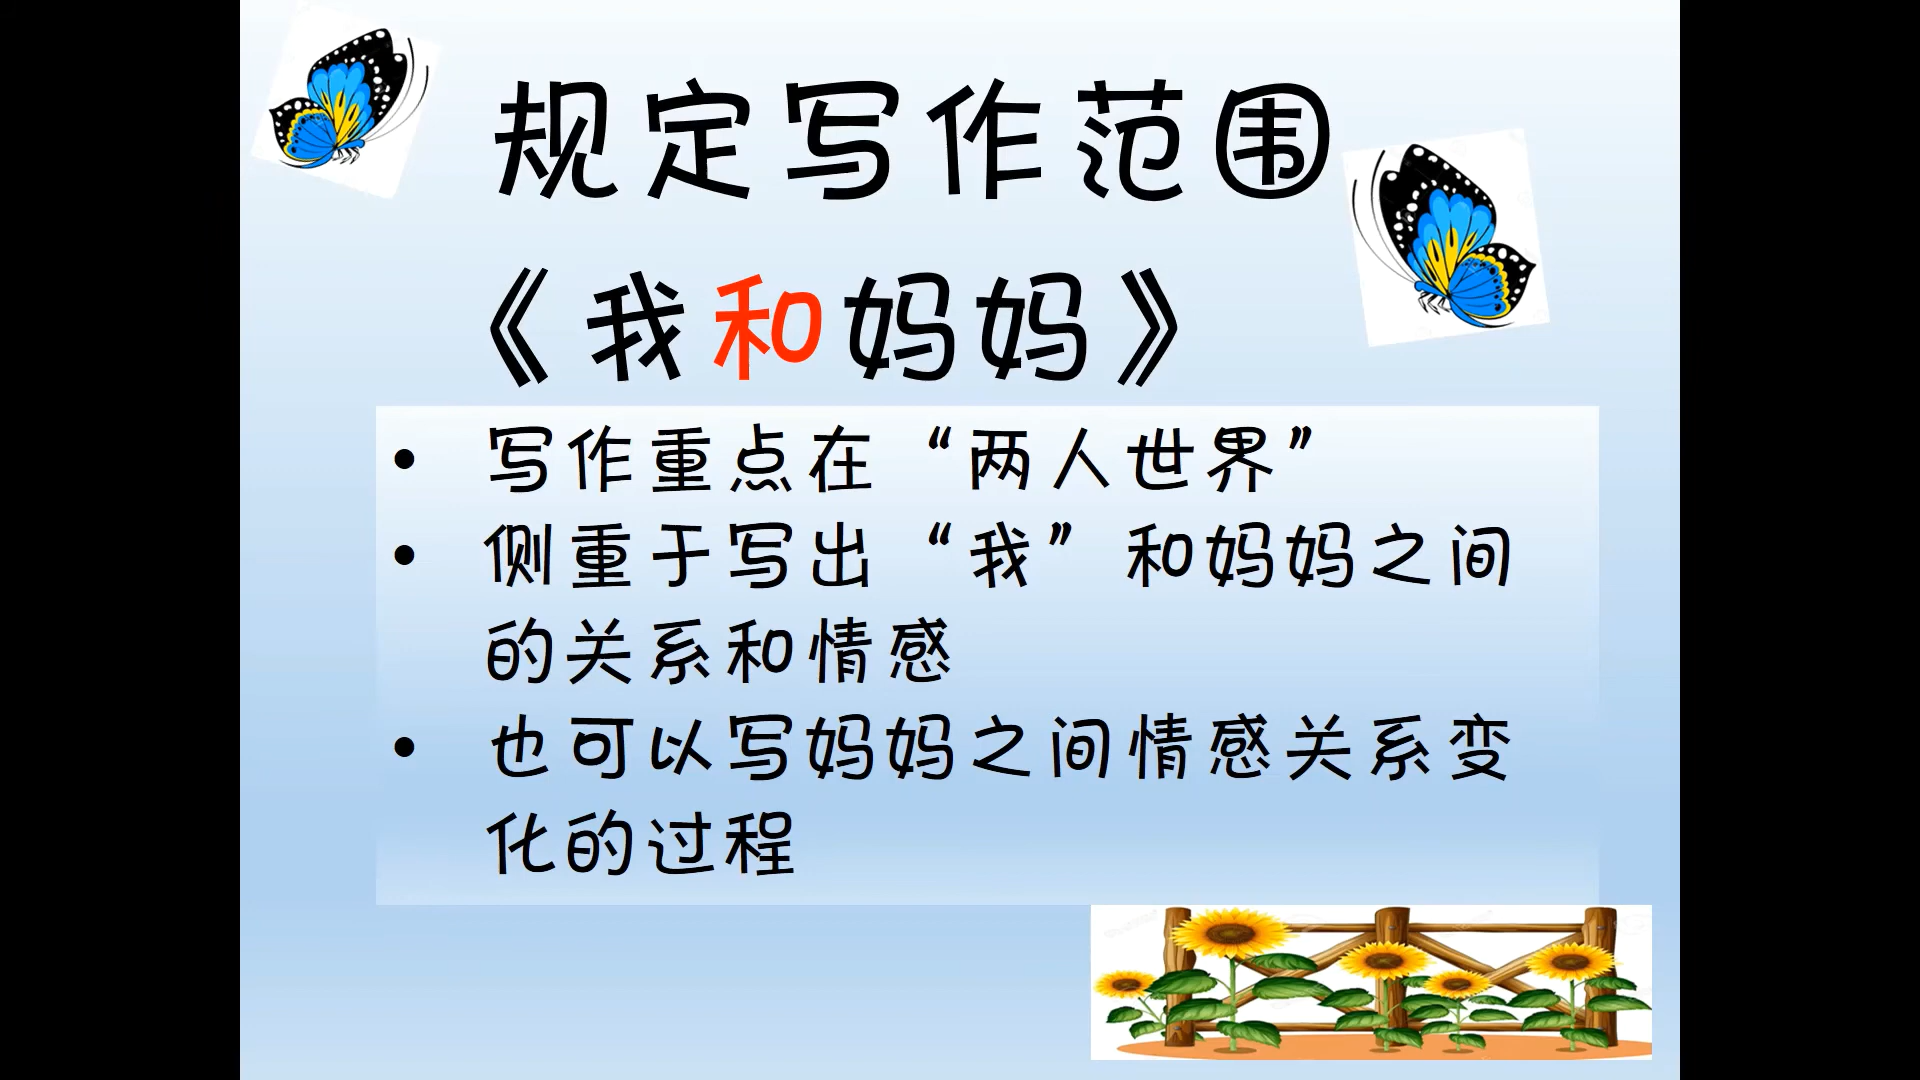 规定写作范围
《我和妈妈》
• 写作重点在“两人世界”
• 侧重于写出“我”和妈妈之间
的关系和情感
• 也可以写妈妈之间情感关系变
化的过程